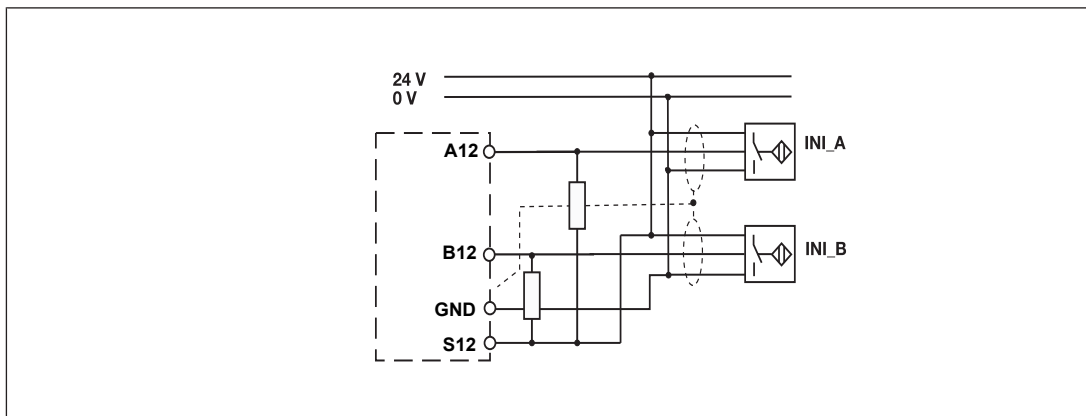 24 V
0 V
A12
INI_A
B12
INI_B
GND
S12